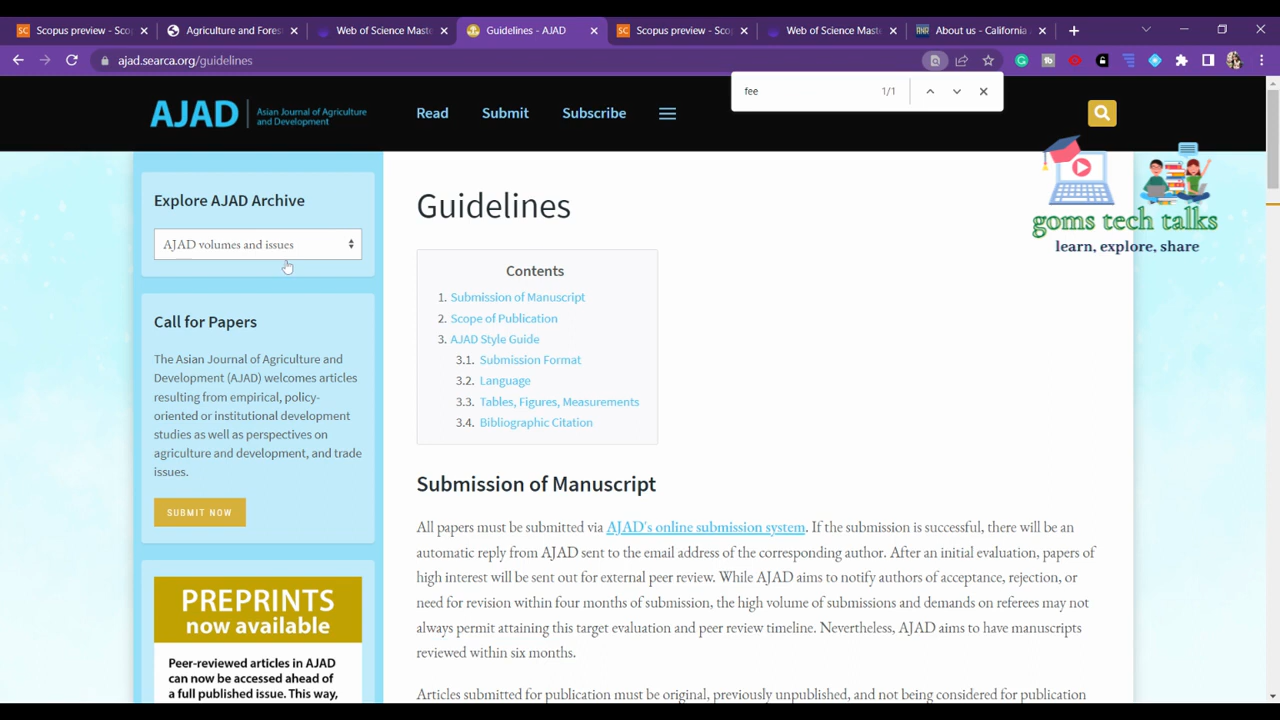 Scopus preview - Sco
Agriculture and Fores
Web of Science Maste
Guidelines - AJAD
Scopus preview - Sco
Web of Science Maste
About us - California
ajad.searca.org/guidelines
fee
1/1
AJAD
Asian Journal of Agriculture
and Development
Read
Submit
Subscribe
goms tech talks
learn, explore, share
Explore AJAD Archive
AJAD volumes and issues
Call for Papers
The Asian Journal of Agriculture and
Development (AJAD) welcomes articles
resulting from empirical, policy-
oriented or institutional development
studies as well as perspectives on
agriculture and development, and trade
issues.
SUBMIT NOW
PREPRINTS
now available
Peer-reviewed articles in AJAD
can now be accessed ahead of
a full published issue. This way,
Guidelines
Contents
1. Submission of Manuscript
2. Scope of Publication
3. AJAD Style Guide
3.1. Submission Format
3.2. Language
3.3. Tables, Figures, Measurements
3.4. Bibliographic Citation
Submission of Manuscript
All papers must be submitted via AJAD's online submission system. If the submission is successful, there will be an
automatic reply from AJAD sent to the email address of the corresponding author. After an initial evaluation, papers of
high interest will be sent out for external peer review. While AJAD aims to notify authors of acceptance, rejection, or
need for revision within four months of submission, the high volume of submissions and demands on referees may not
always permit attaining this target evaluation and peer review timeline. Nevertheless, AJAD aims to have manuscripts
reviewed within six months.
Articles submitted for publication must be original, previously unpublished, and not being considered for publication